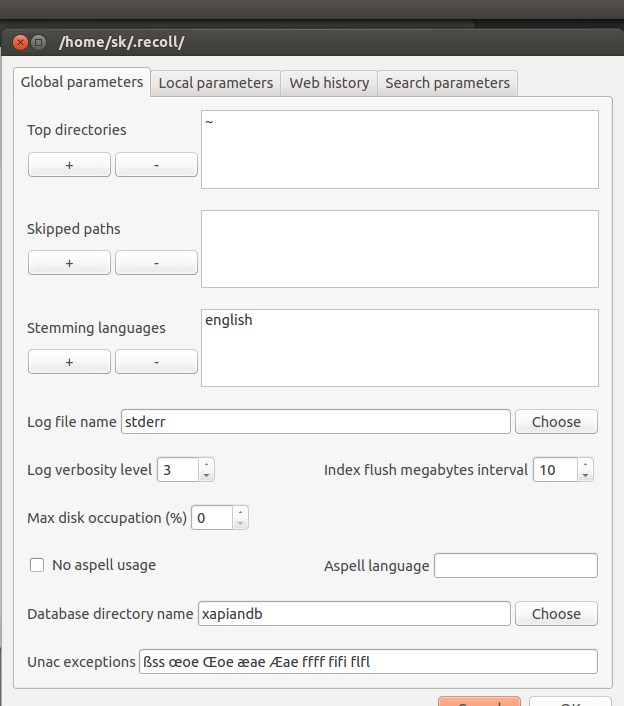 /home/sk/.recoll/
Global parameters Local parameters Web history Search parameters
Top directories
~
+ -
Skipped paths
+ -
Stemming languages
english
+ -
Log file name stderr Choose
Log verbosity level 3 Index flush megabytes interval 10
Max disk occupation (%) 0
No aspell usage Aspell language
Database directory name xapiandb Choose
Unac exceptions ßss œoe Œoe æae Æae ffff fifi flfl